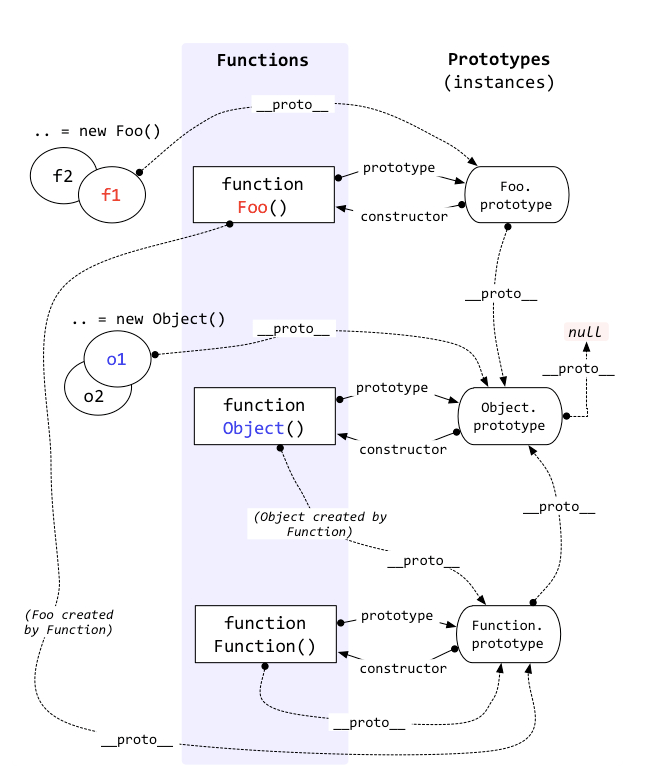 Functions
Prototypes
(instances)
__proto__
.. = new Foo()
f2
f1
function
Foo()
prototype
constructor
Foo.
prototype
__proto__
.. = new Object()
__proto__
null
__proto__
o1
o2
function
Object()
prototype
constructor
Object.
prototype
(Object created by
Function)
__proto__
__proto__
(Foo created
by Function)
function
Function()
prototype
constructor
Function.
prototype
__proto__
__proto__